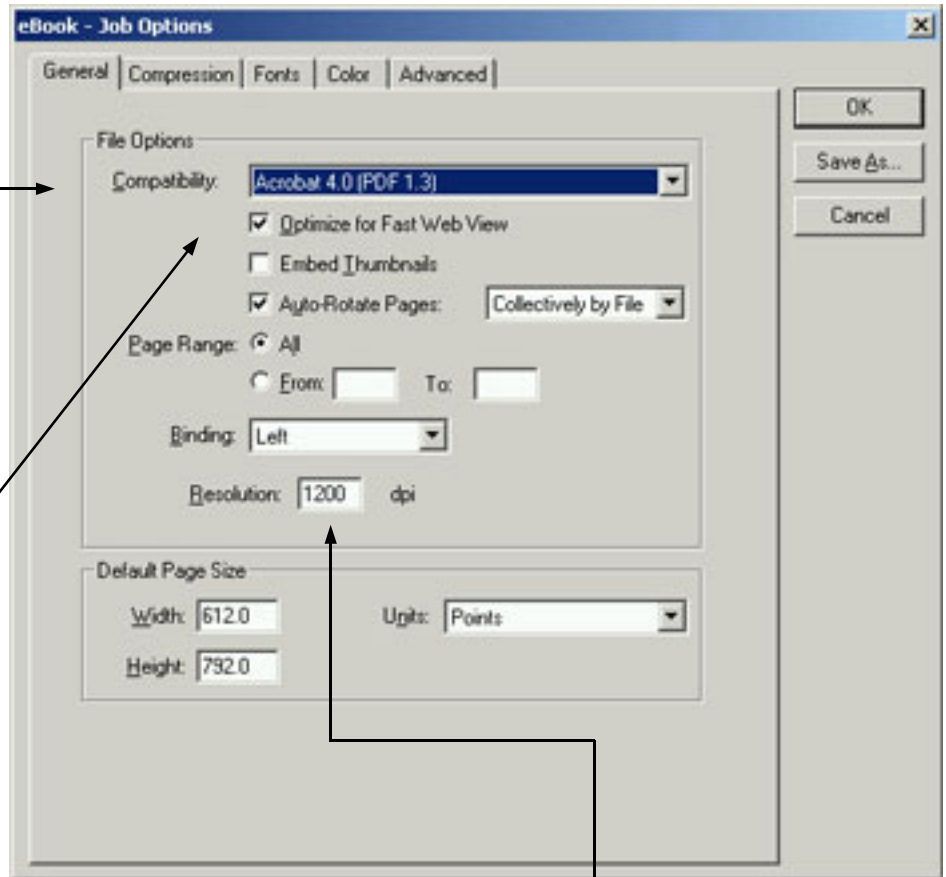 eBook - Job Options
General Compression Fonts Color Advanced
OK
Save As...
Cancel
File Options
Compatibility: Acrobat 4.0 (PDF 1.3)
Optimize for Fast Web View
Embed Thumbnails
Auto-Rotate Pages: Collectively by File
Page Range: All
From: To:
Binding: Left
Resolution: 1200 dpi
Default Page Size
Width: 612.0 Units: Points
Height: 792.0